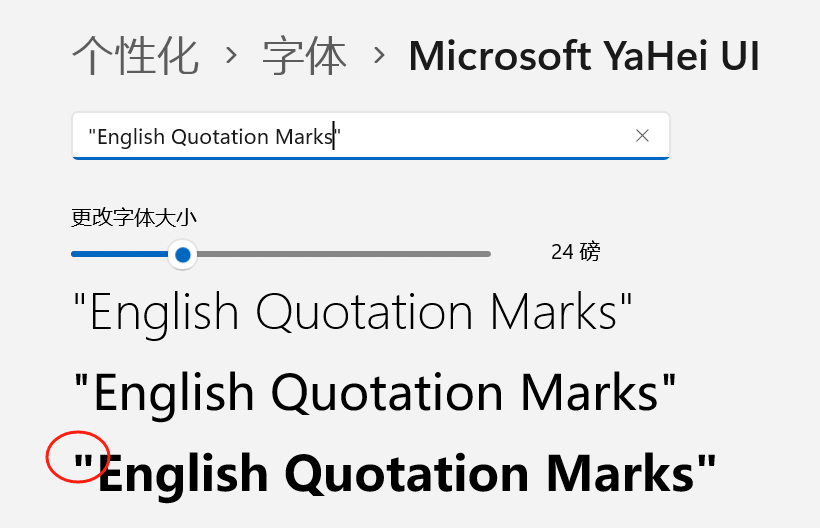 个性化 › 字体 › Microsoft YaHei UI
"English Quotation Marks"
更改字体大小
24 磅
"English Quotation Marks"
"English Quotation Marks"
"English Quotation Marks"